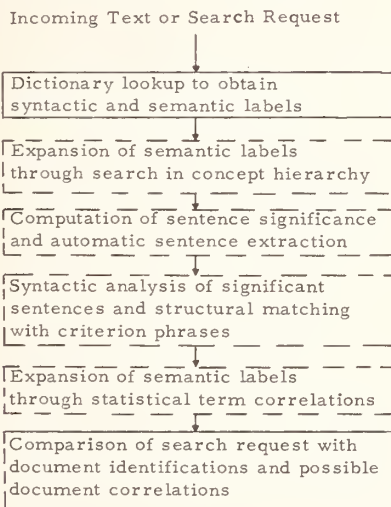 Incoming Text or Search Request
Dictionary lookup to obtain
syntactic and semantic labels
Expansion of semantic labels
through search in concept hierarchy
Computation of sentence significance
and automatic sentence extraction
Syntactic analysis of significant
sentences and structural matching
with criterion phrases
Expansion of semantic labels
through statistical term correlations
Comparison of search request with
document identifications and possible
document correlations